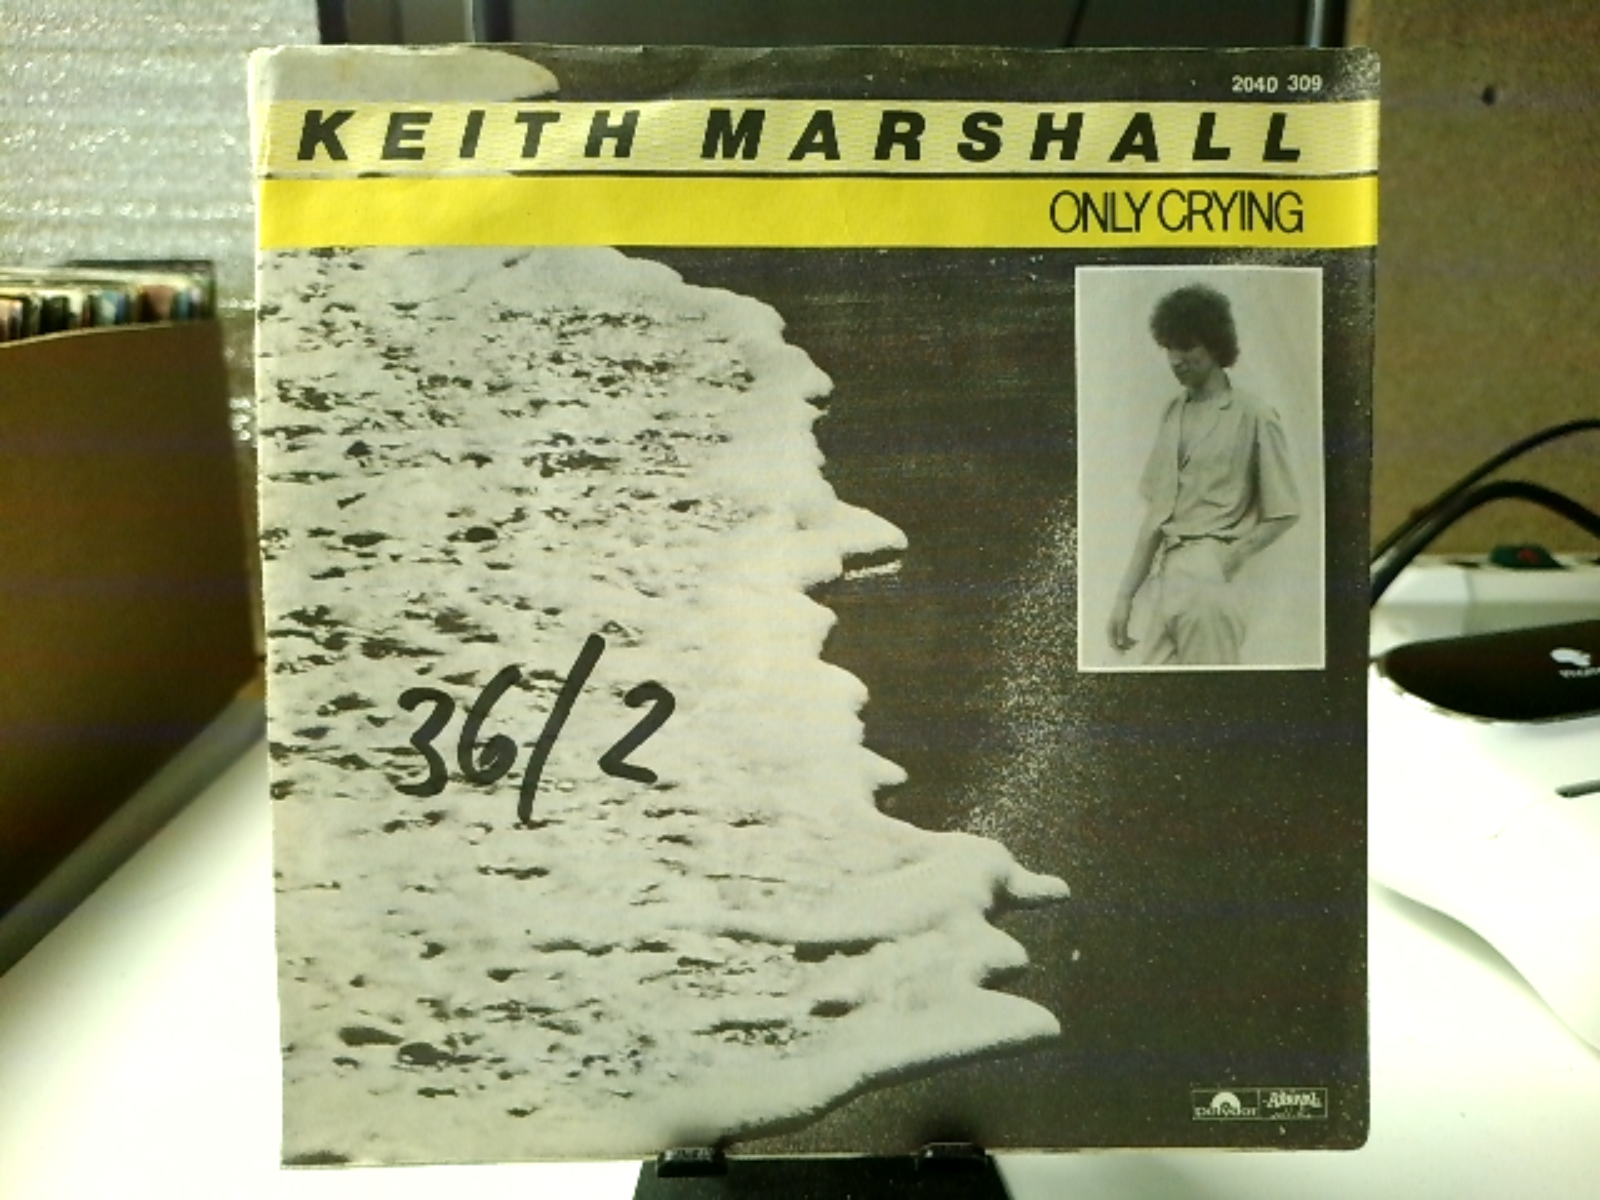 2040 309
KEITH MARSHALL
ONLY CRYING
36/2
polydor